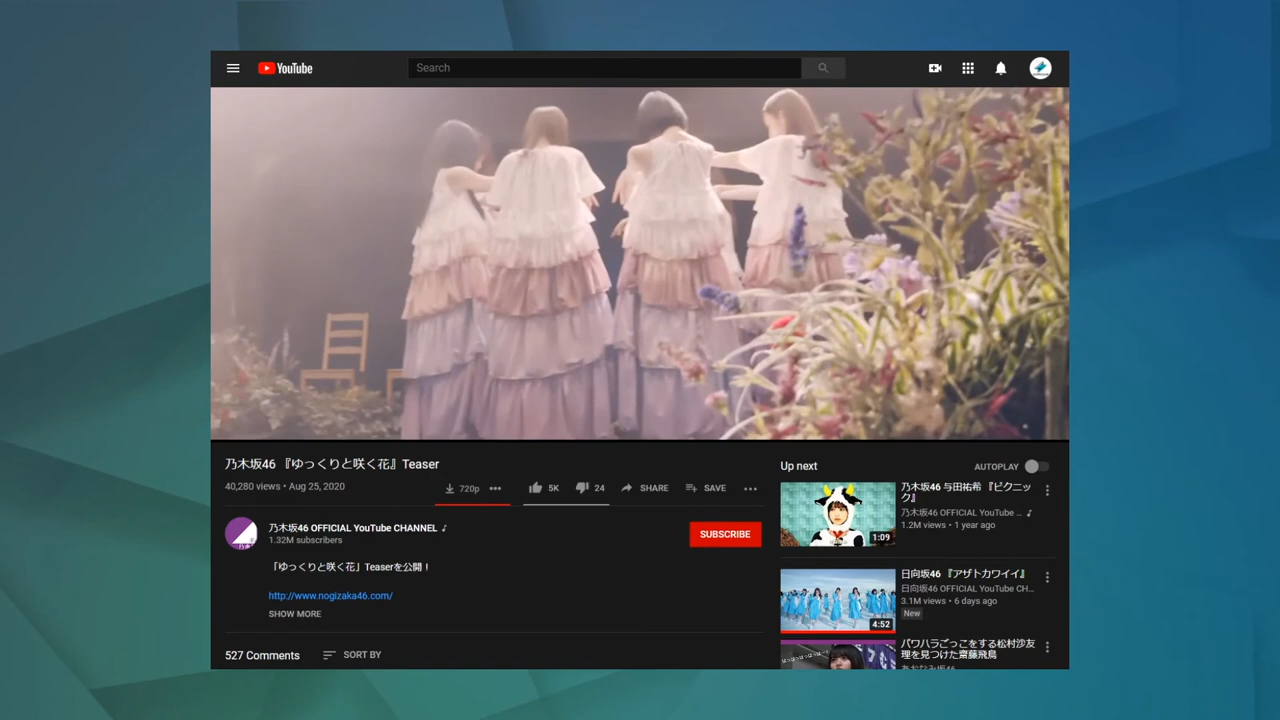 YouTube
Search
乃木坂46 『ゆっくりと咲く花』Teaser
40,280 views • Aug 25, 2020
720p
5K
24
SHARE
SAVE
乃木坂46 OFFICIAL YouTube CHANNEL
1.32M subscribers
SUBSCRIBE
「ゆっくりと咲く花」Teaserを公開！
http://www.nogizaka46.com/
SHOW MORE
527 Comments
SORT BY
Up next
AUTOPLAY
1:09
乃木坂46 与田祐希 『ピクニッ
ク』
乃木坂46 OFFICIAL YouTube ...
1.2M views • 1 year ago
4:52
日向坂46 『アザトカワイイ』
日向坂46 OFFICIAL YouTube CH...
3.1M views • 6 days ago
New
パワハラごっこをする松村沙友
理を見つけた齋藤飛鳥